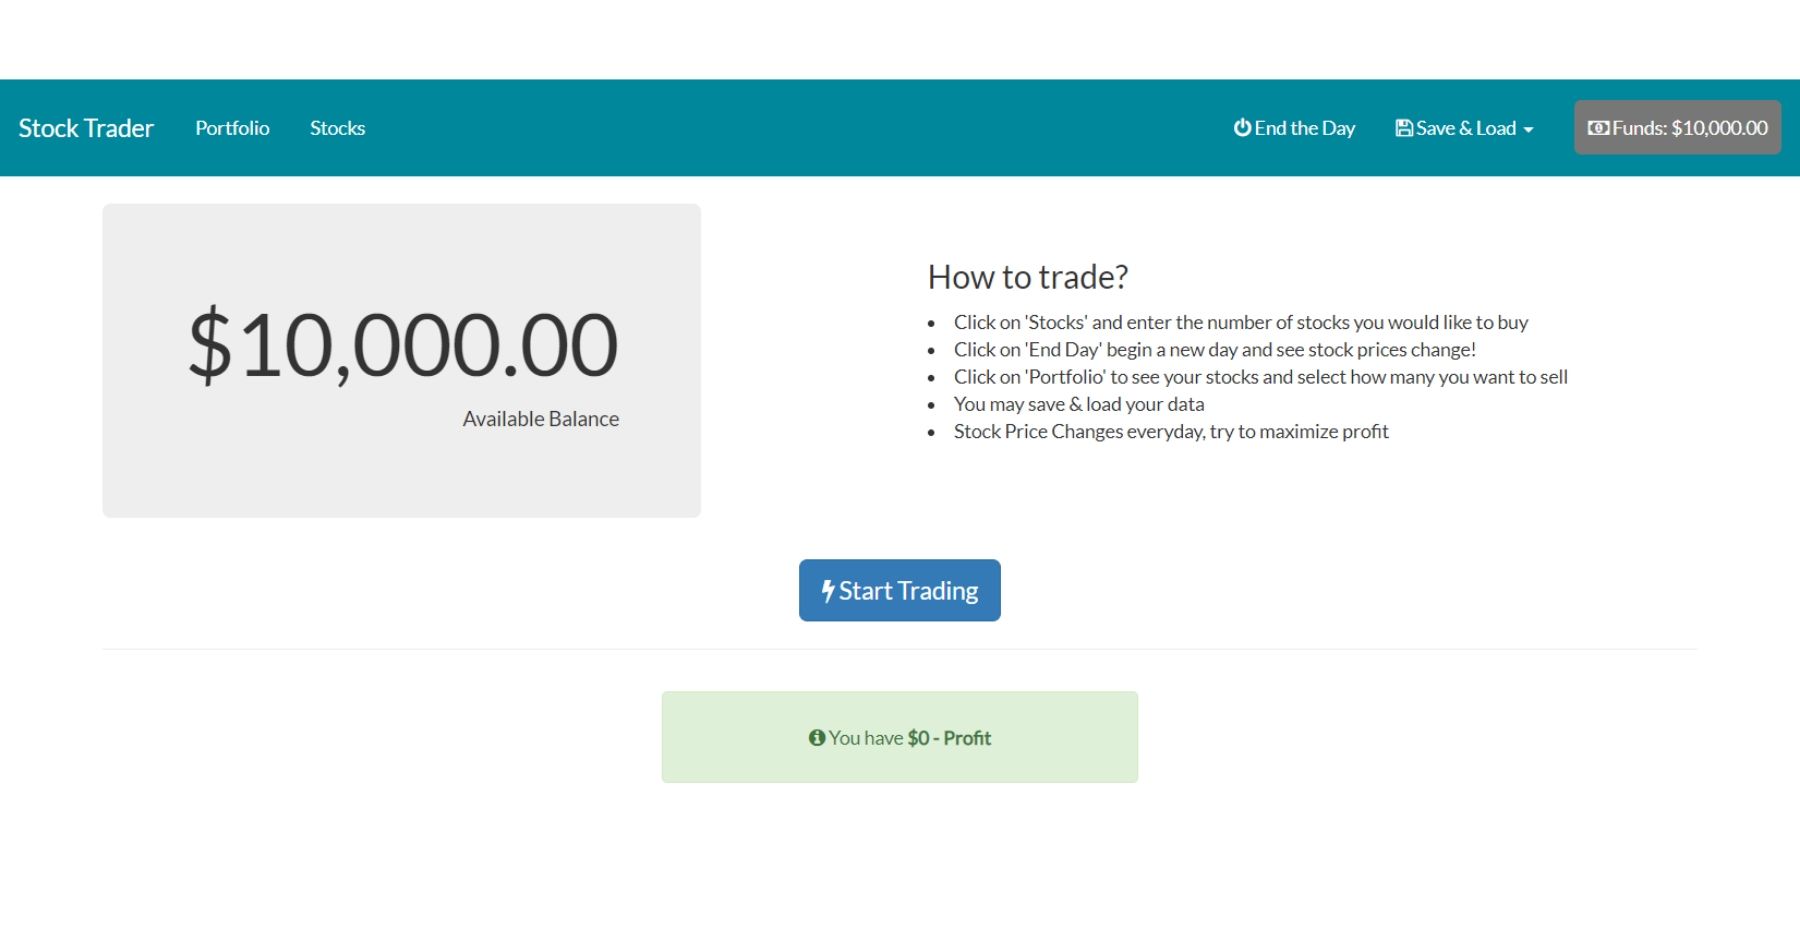 Stock Trader Portfolio Stocks End the Day Save & Load Funds: $10,000.00
$10,000.00
Available Balance
How to trade?
Click on 'Stocks' and enter the number of stocks you would like to buy
Click on 'End Day' begin a new day and see stock prices change!
Click on 'Portfolio' to see your stocks and select how many you want to sell
You may save & load your data
Stock Price Changes everyday, try to maximize profit
Start Trading
You have $0 - Profit